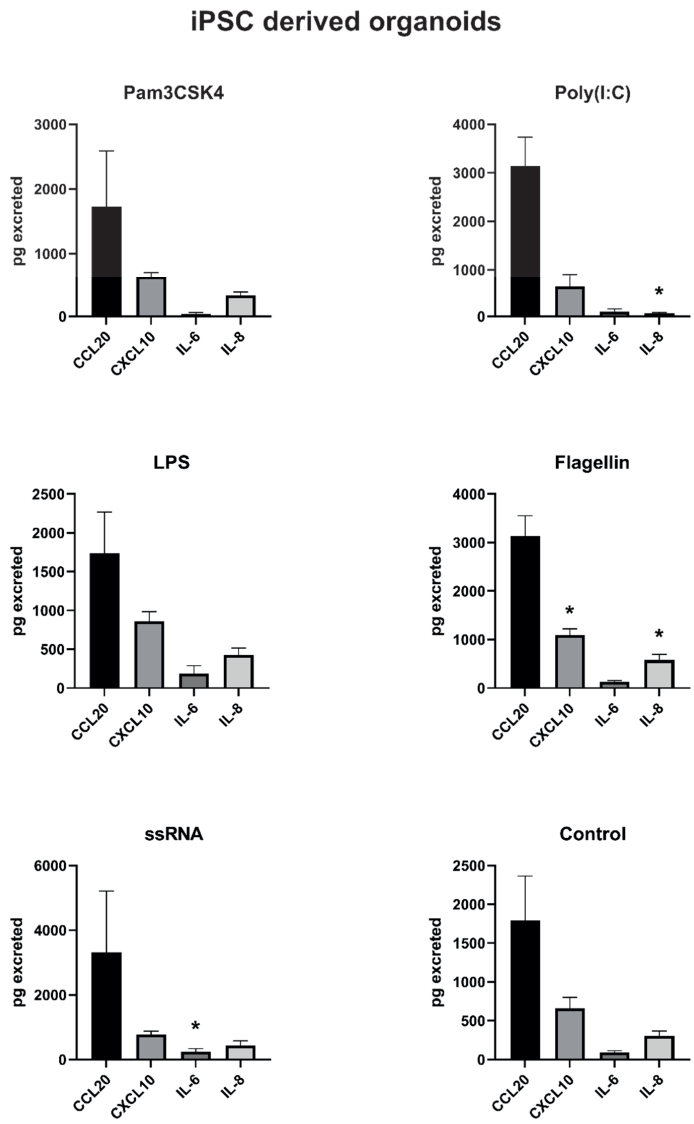 iPSC derived organoids
Pam3CSK4
pg excreted
3000
2000
1000
0
CCL20
CXCL10
IL-6
IL-8
Poly(I:C)
pg excreted
4000
3000
2000
1000
0
*
CCL20
CXCL10
IL-6
IL-8
LPS
pg excreted
2500
2000
1500
1000
500
0
CCL20
CXCL10
IL-6
IL-8
Flagellin
pg excreted
4000
3000
2000
1000
0
*
*
CCL20
CXCL10
IL-6
IL-8
ssRNA
pg excreted
6000
4000
2000
0
*
CCL20
CXCL10
IL-6
IL-8
Control
pg excreted
2500
2000
1500
1000
500
0
CCL20
CXCL10
IL-6
IL-8